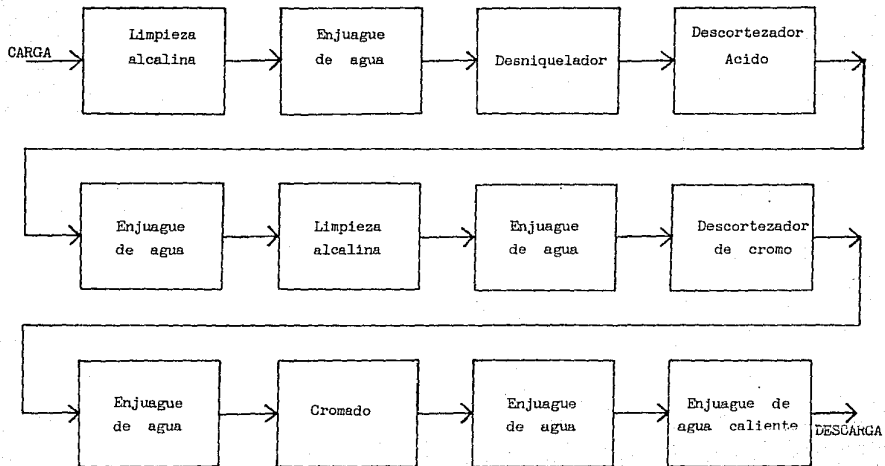 CARGA
Limpieza
alcalina
Enjuague
de agua
Desniquelador
Descortezador
Acido
Enjuague
de agua
Limpieza
alcalina
Enjuague
de agua
Descortezador
de cromo
Enjuague
de agua
Cromado
Enjuague
de agua
Enjuague de
agua caliente
DESCARGA